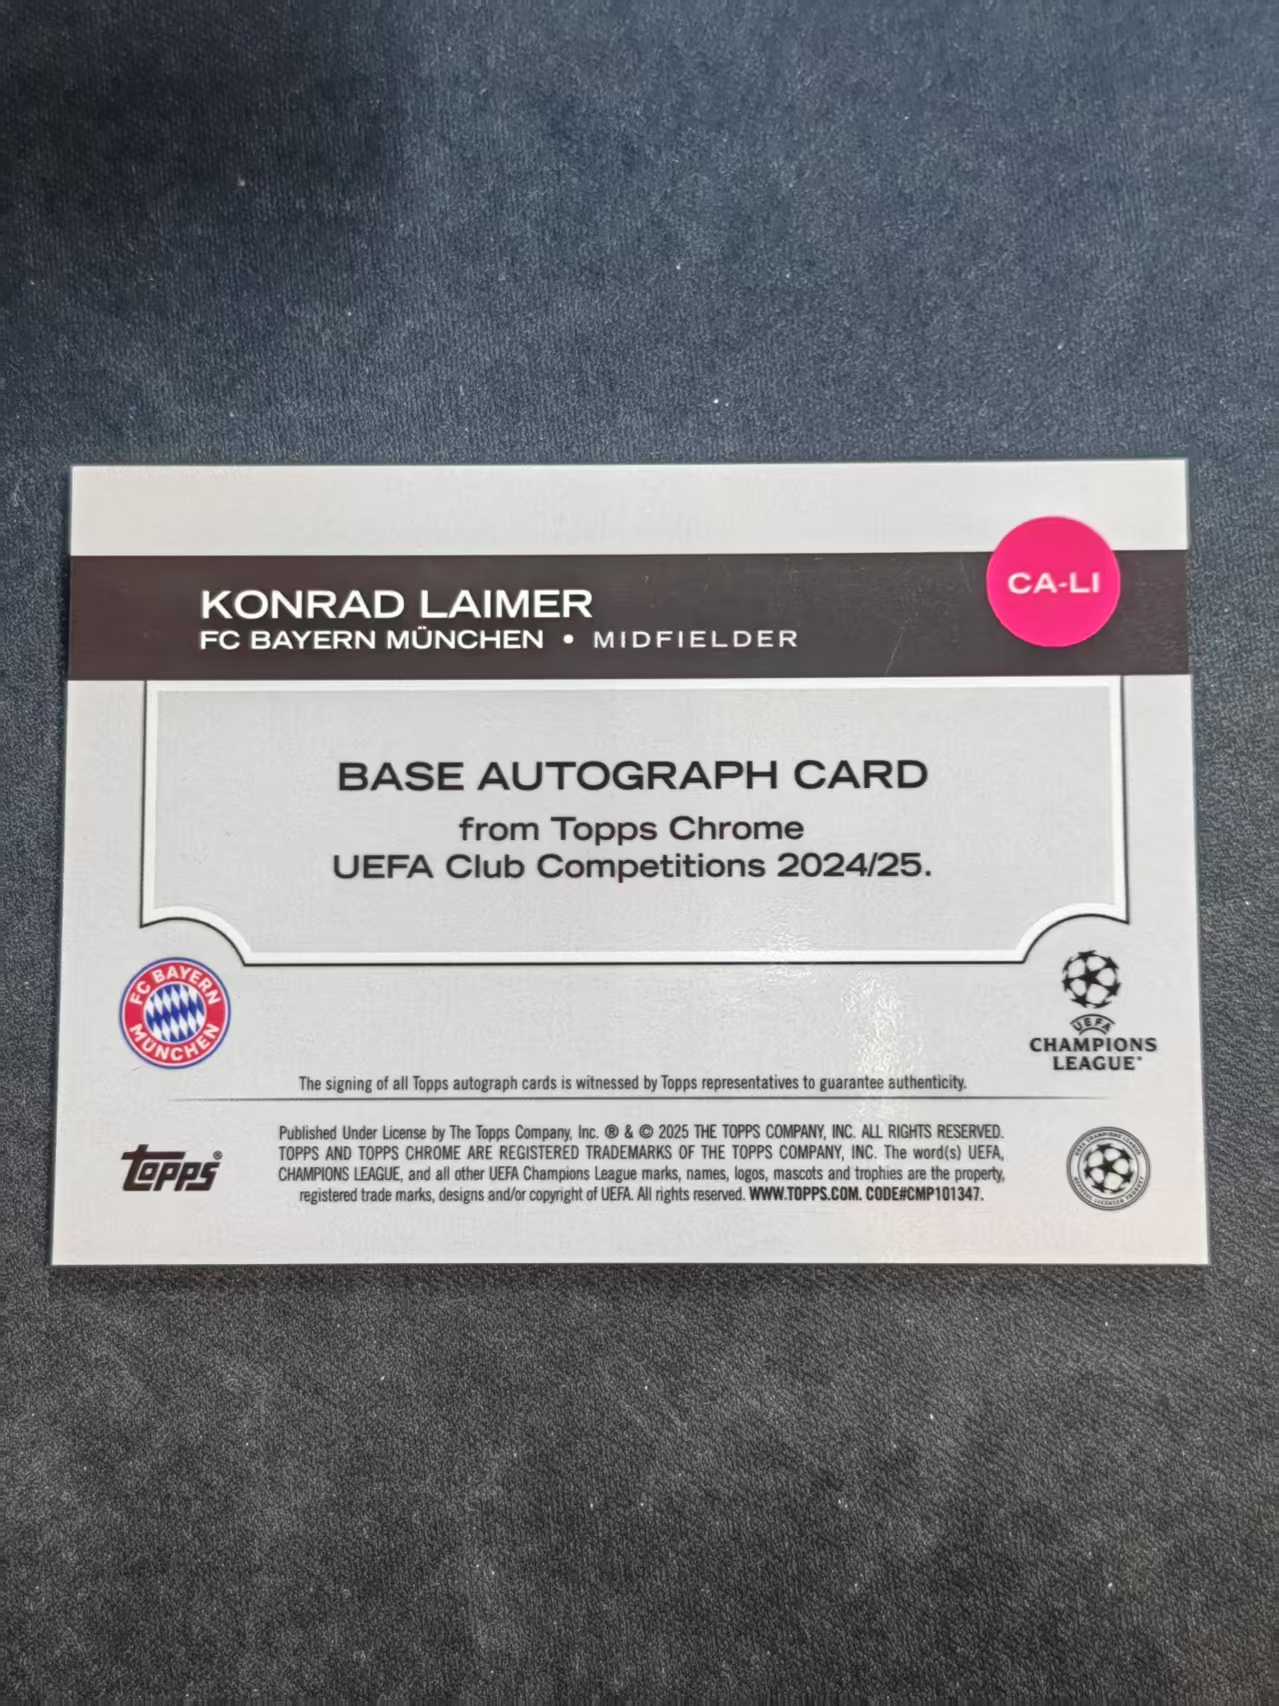 KONRAD LAIMER
FC BAYERN MÜNCHEN • MIDFIELDER
CA-LI
BASE AUTOGRAPH CARD
from Topps Chrome
UEFA Club Competitions 2024/25.
FC BAYERN
MÜNCHEN
UEFA
CHAMPIONS
LEAGUE
The signing of all Topps autograph cards is witnessed by Topps representatives to guarantee authenticity.
topps®
Published Under License by The Topps Company, Inc. ® & © 2025 THE TOPPS COMPANY, INC. ALL RIGHTS RESERVED.
TOPPS AND TOPPS CHROME ARE REGISTERED TRADEMARKS OF THE TOPPS COMPANY, INC. The word(s) UEFA,
CHAMPIONS LEAGUE, and all other UEFA Champions League marks, names, logos, mascots and trophies are the property,
registered trade marks, designs and/or copyright of UEFA. All rights reserved. WWW.TOPPS.COM. CODE#CMP101347.